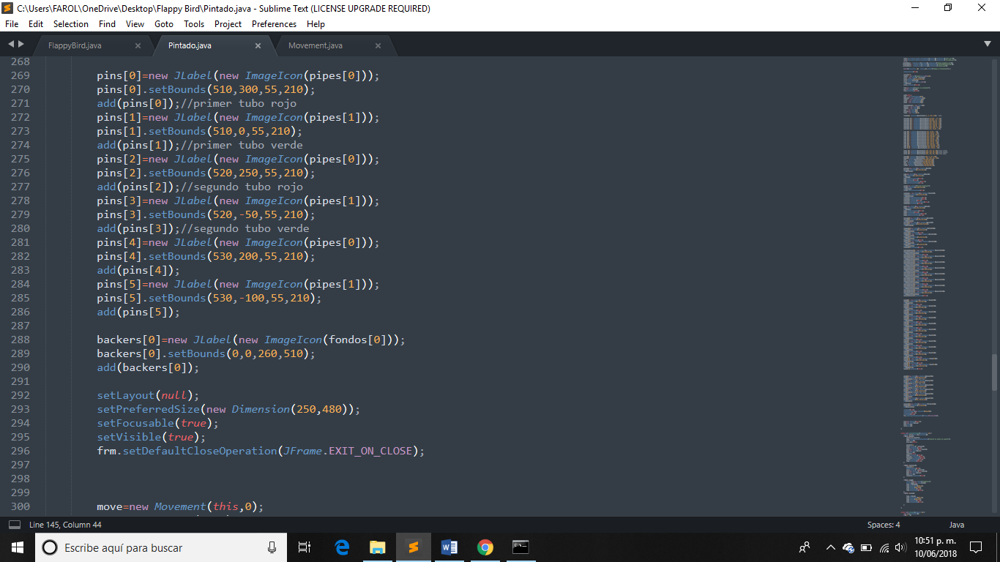 C:\Users\FAROL\OneDrive\Desktop\Flappy Bird\Pintado.java - Sublime Text (LICENSE UPGRADE REQUIRED)
File Edit Selection Find View Goto Tools Project Preferences Help
FlappyBird.java × Pintado.java × Movement.java ×
268
269 pins[0]=new JLabel(new ImageIcon(pipes[0]));
270 pins[0].setBounds(510,300,55,210);
271 add(pins[0]);//primer tubo rojo
272 pins[1]=new JLabel(new ImageIcon(pipes[1]));
273 pins[1].setBounds(510,0,55,210);
274 add(pins[1]);//primer tubo verde
275 pins[2]=new JLabel(new ImageIcon(pipes[0]));
276 pins[2].setBounds(520,250,55,210);
277 add(pins[2]);//segundo tubo rojo
278 pins[3]=new JLabel(new ImageIcon(pipes[1]));
279 pins[3].setBounds(520,-50,55,210);
280 add(pins[3]);//segundo tubo verde
281 pins[4]=new JLabel(new ImageIcon(pipes[0]));
282 pins[4].setBounds(530,200,55,210);
283 add(pins[4]);
284 pins[5]=new JLabel(new ImageIcon(pipes[1]));
285 pins[5].setBounds(530,-100,55,210);
286 add(pins[5]);
287
288 backers[0]=new JLabel(new ImageIcon(fondos[0]));
289 backers[0].setBounds(0,0,260,510);
290 add(backers[0]);
291
292 setLayout(null);
293 setPreferredSize(new Dimension(250,480));
294 setFocusable(true);
295 setVisible(true);
296 frm.setDefaultCloseOperation(JFrame.EXIT_ON_CLOSE);
297
298
299
300 move=new Movement(this,0);
Line 145, Column 44 Spaces: 4 Java
Escribe aquí para buscar
10:51 p. m.
10/06/2018